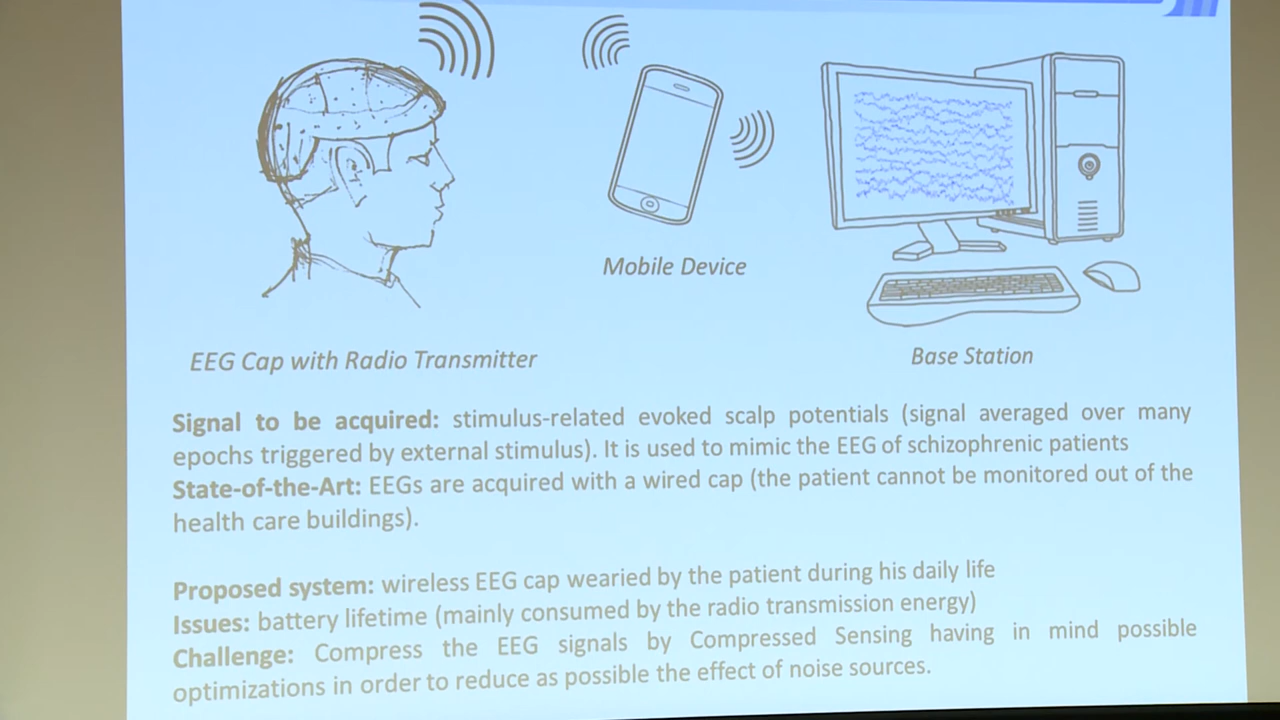 Mobile Device
EEG Cap with Radio Transmitter
Base Station
Signal to be acquired: stimulus-related evoked scalp potentials (signal averaged over many
epochs triggered by external stimulus). It is used to mimic the EEG of schizophrenic patients
State-of-the-Art: EEGs are acquired with a wired cap (the patient cannot be monitored out of the
health care buildings).
Proposed system: wireless EEG cap wearied by the patient during his daily life
Issues: battery lifetime (mainly consumed by the radio transmission energy)
Challenge: Compress the EEG signals by Compressed Sensing having in mind possible
optimizations in order to reduce as possible the effect of noise sources.